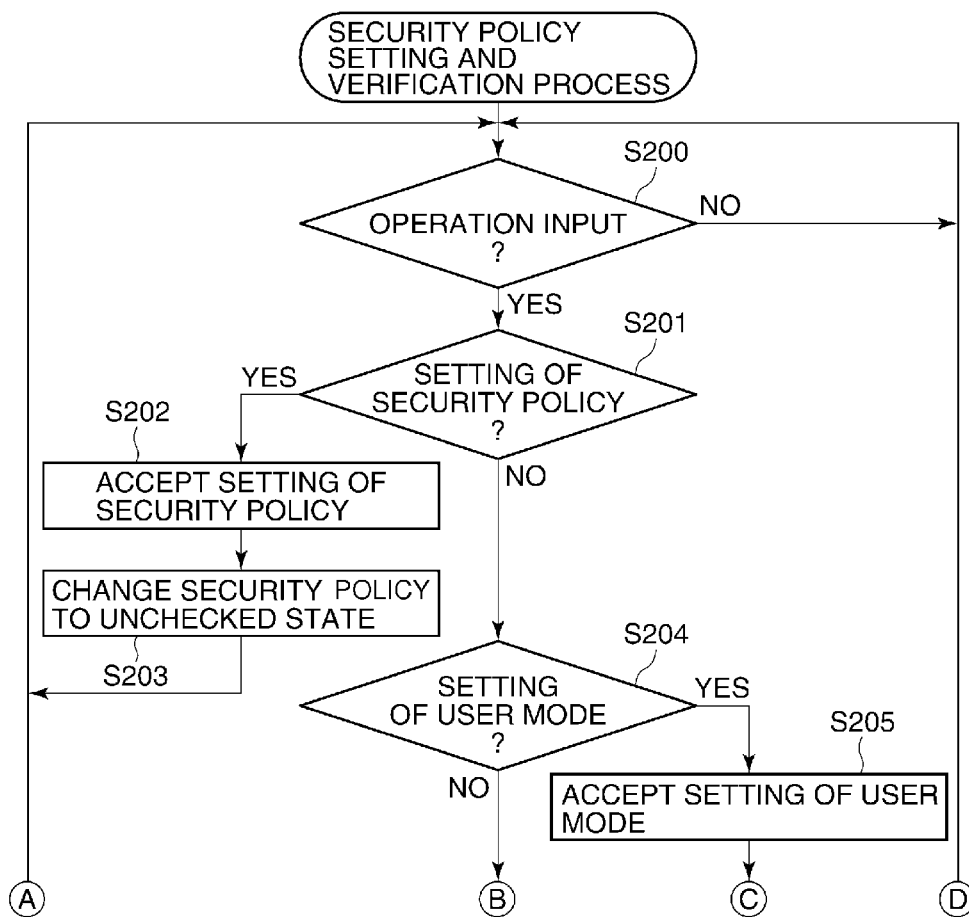 SECURITY POLICY
SETTING AND
VERIFICATION PROCESS
S200
OPERATION INPUT
?
NO
YES
S201
SETTING OF
SECURITY POLICY
?
YES
NO
S202
ACCEPT SETTING OF
SECURITY POLICY
CHANGE SECURITY POLICY
TO UNCHECKED STATE
S203
S204
SETTING
OF USER MODE
?
YES
NO
S205
ACCEPT SETTING OF USER
MODE
A
B
C
D